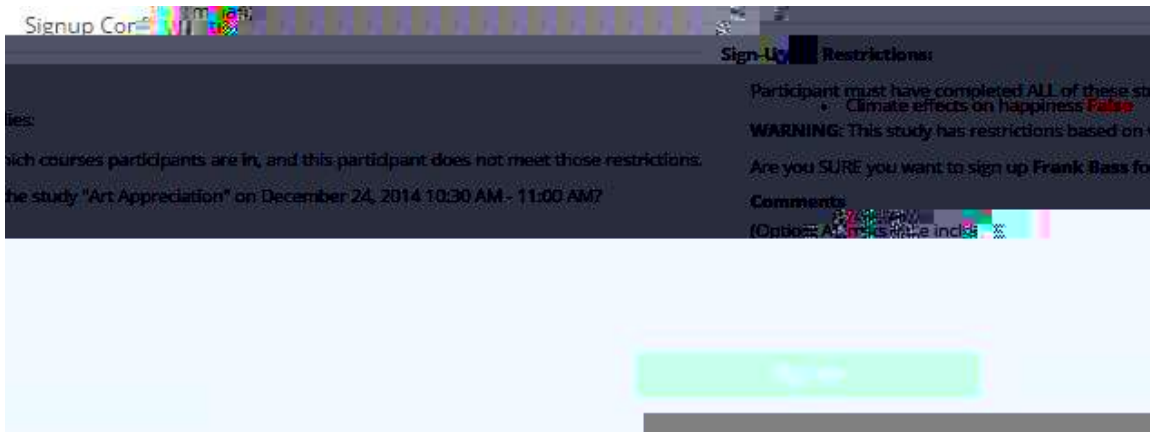 Signup
Sign-Up Restrictions:
Participant must have completed ALL of these
ies:
• Climate effects on happiness False
WARNING: This study has restrictions based on
ich courses participants are in, and this participant does not meet those restrictions.
Are you SURE you want to sign up Frank Bass fo
he study "Art Appreciation" on December 24, 2014 10:30 AM - 11:00 AM?
Comments